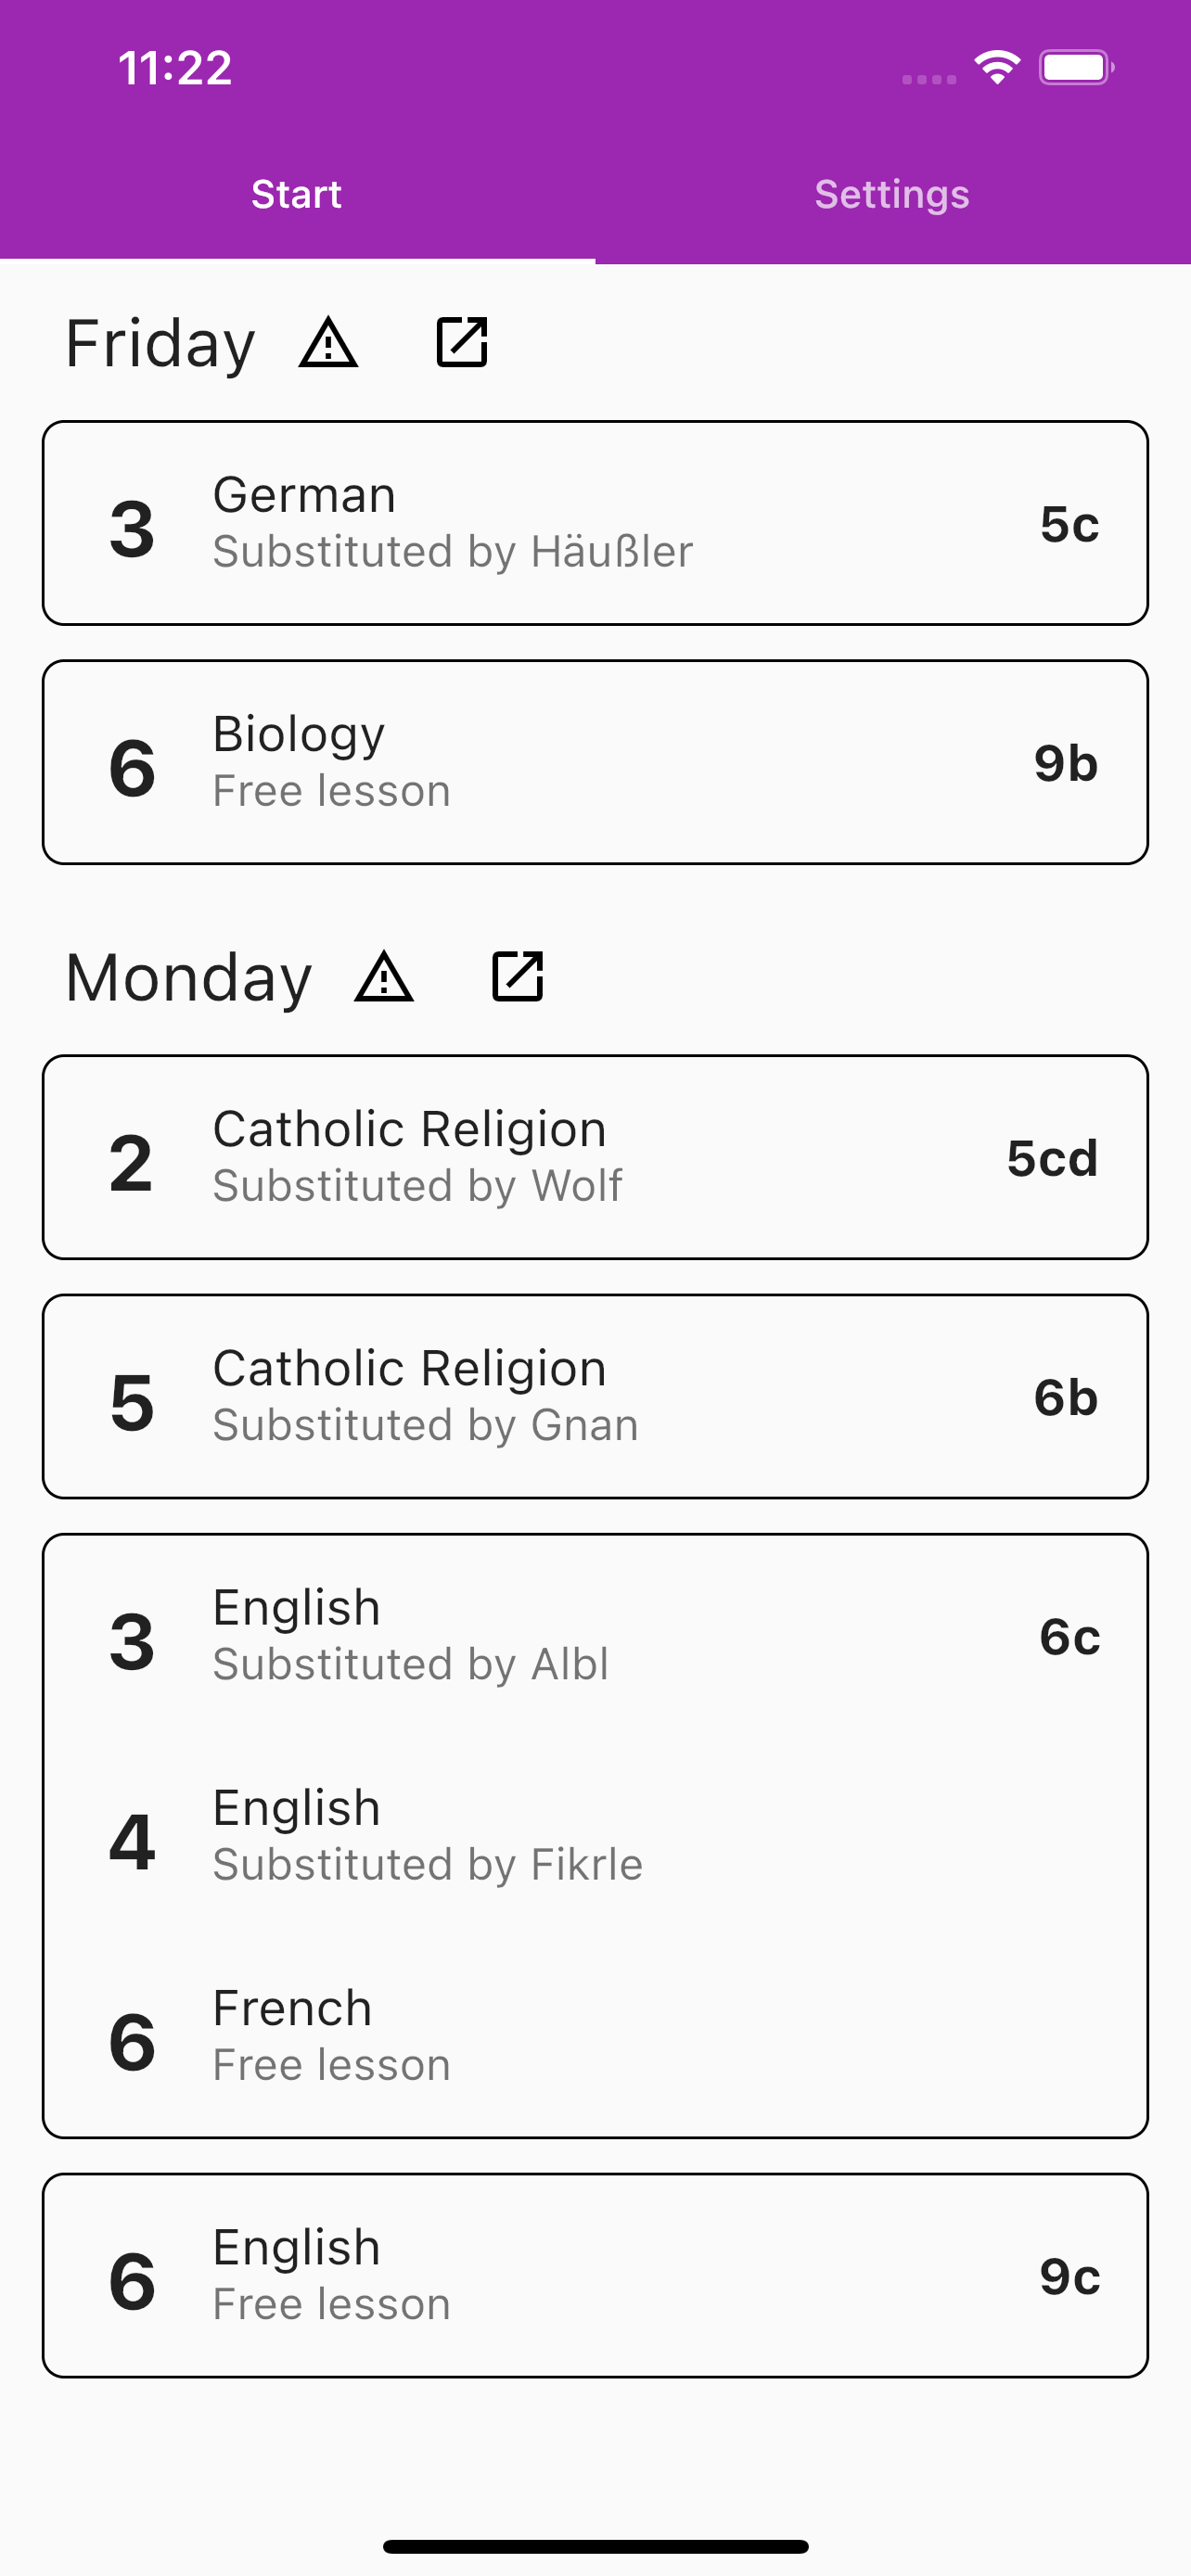 11:22
Start
Settings
Friday
3
German
Substituted by Häußler
5c
6
Biology
Free lesson
9b
Monday
2
Catholic Religion
Substituted by Wolf
5cd
5
Catholic Religion
Substituted by Gnan
6b
3
English
Substituted by Albl
6c
4
English
Substituted by Fikrle
6
French
Free lesson
6
English
Free lesson
9c